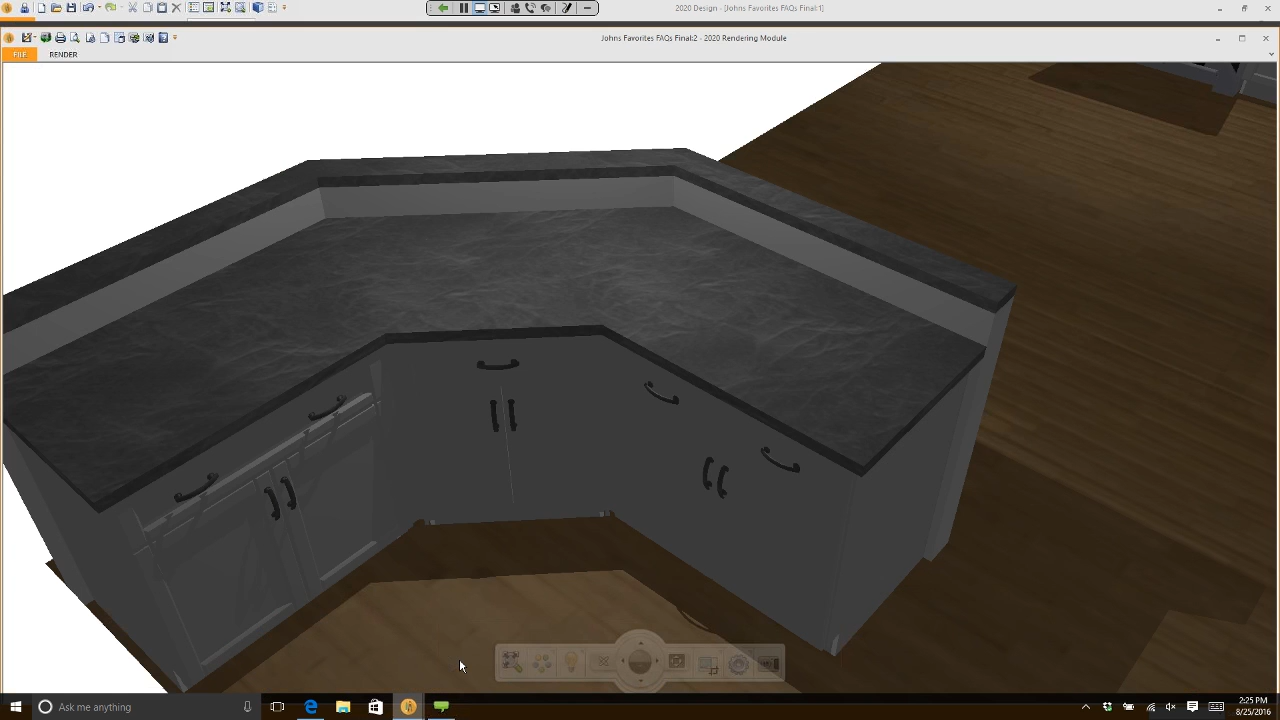 2020 Design - [Johns Favorites FAQs Final:1]
Johns Favorites FAQs Final:2 - 2020 Rendering Module
FILE RENDER
Ask me anything
2:25 PM
8/25/2016